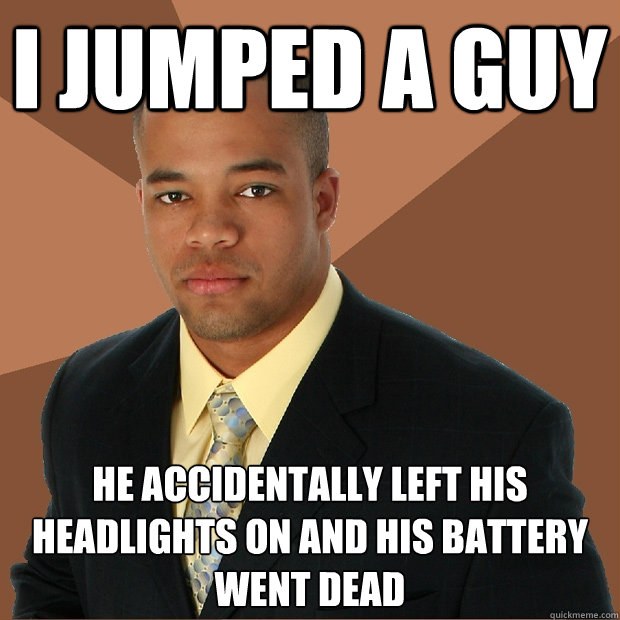 I JUMPED A GUY
HE ACCIDENTALLY LEFT HIS
HEADLIGHTS ON AND HIS BATTERY
WENT DEAD
quickmeme.com